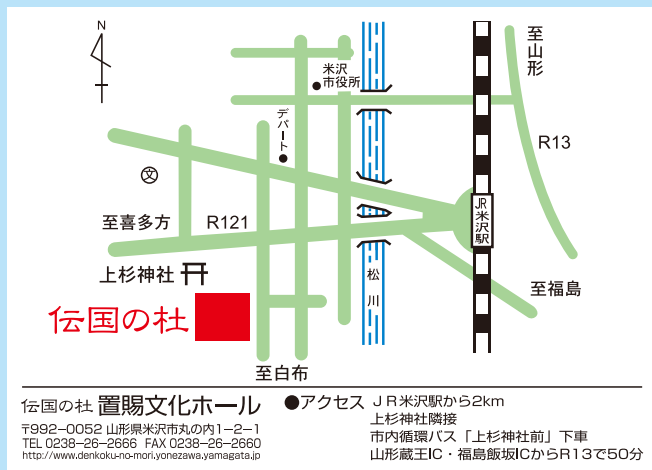 N
至山形
米沢
市役所
デパート
R13
文
JR米沢駅
至喜多方
R121
上杉神社
松川
至福島
伝国の杜
至白布
伝国の杜 置賜文化ホール
〒992-0052 山形県米沢市丸の内1-2-1
TEL 0238-26-2666 FAX 0238-26-2660
http://www.denkoku-no-mori.yonezawa.yamagata.jp
●アクセス JR米沢駅から2km
上杉神社隣接
市内循環バス「上杉神社前」下車
山形蔵王IC・福島飯坂ICからR13で50分